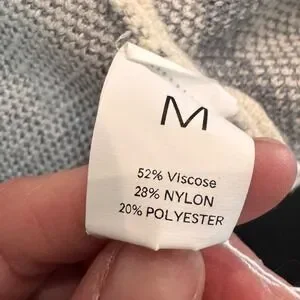 M
52% Viscose
28% NYLON
20% POLYESTER